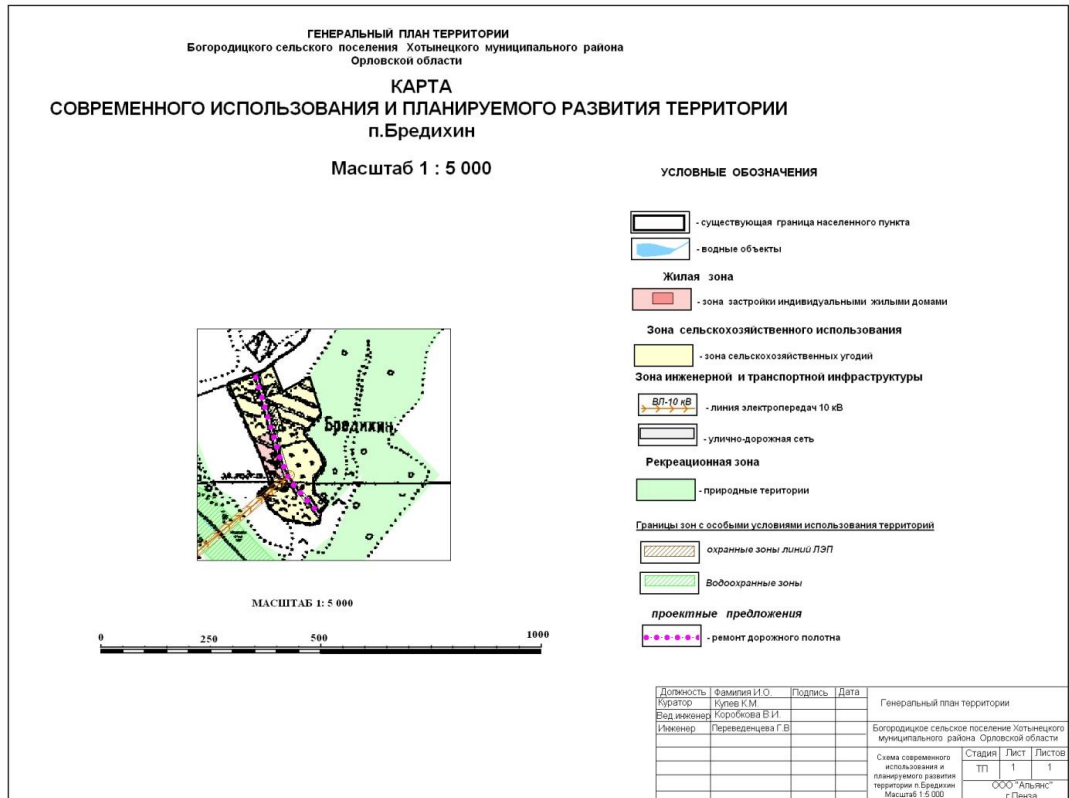 ГЕНЕРАЛЬНЫЙ ПЛАН ТЕРРИТОРИИ
Богородицкого сельского поселения Хотынецкого муниципального района
Орловской области
КАРТА
СОВРЕМЕННОГО ИСПОЛЬЗОВАНИЯ И ПЛАНИРУЕМОГО РАЗВИТИЯ ТЕРРИТОРИИ
п.Бредихин
Масштаб 1 : 5 000
УСЛОВНЫЕ ОБОЗНАЧЕНИЯ
- существующая граница населенного пункта
- водные объекты
Жилая зона
- зона застройки индивидуальными жилыми домами
Зона сельскохозяйственного использования
- зона сельскохозяйственных угодий
Зона инженерной и транспортной инфраструктуры
ВЛ-10 кВ
- линия электропередач 10 кВ
- улично-дорожная сеть
Рекреационная зона
- природные територии
Границы зон с особыми условиями использования территорий
охранные зоны линий ЛЭП
Водоохранные зоны
проектные предложения
- ремонт дорожного полотна
Бредихин
МАСШТАБ 1: 5 000
0 250 500 1000
Должность Фамилия И.О. Подпись Дата
Куратор Кулев К.М.
Вед.инженер Коробкова В.И.
Инженер Переведенцева Г.В
Генеральный план территории
Богородицкое сельское поселение Хотынецкого
муниципального района Орловской области
Схема современного
использования и
планируемого развития
территории п.Бредихин
Масштаб 1:5 000
Стадия Лист Листов
ТП 1 1
ООО "Альянс"
г.Пенза